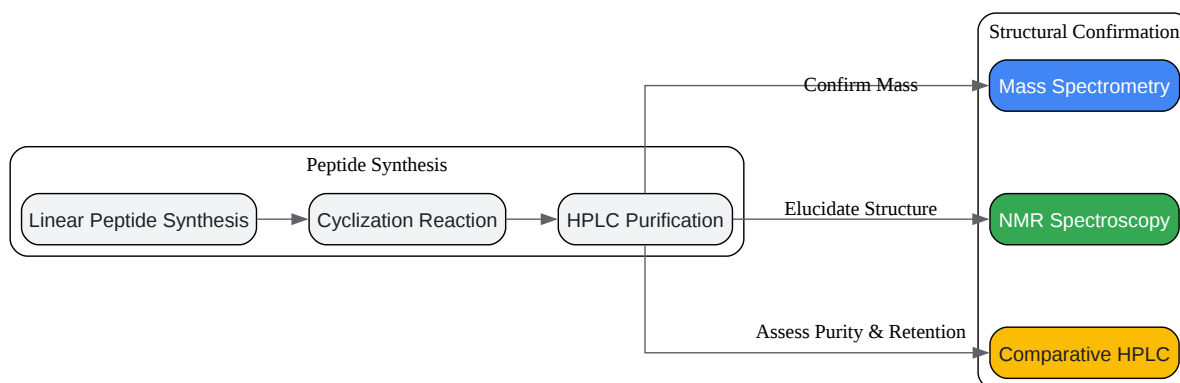 Structural Confirmation
Mass Spectrometry
Confirm Mass
Peptide Synthesis
Linear Peptide Synthesis
Cyclization Reaction
HPLC Purification
Elucidate Structure
NMR Spectroscopy
Assess Purity & Retention
Comparative HPLC